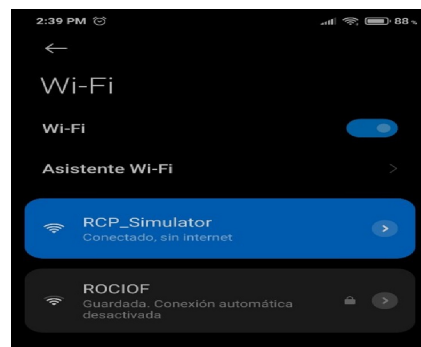 2:39 PM
88
Wi-Fi
Wi-Fi
Asistente Wi-Fi
RCP_Simulator
Conectado, sin internet
ROCIOF
Guardada. Conexión automática
desactivada